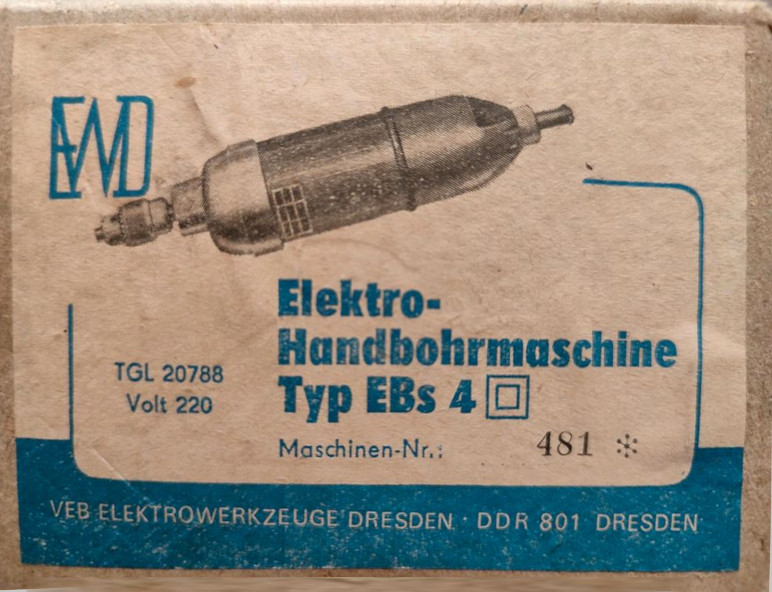 EWD
Elektro-
Handbohrmaschine
Typ EBs 4
TGL 20788
Volt 220
Maschinen-Nr.: 481 *
VEB ELEKTROWERKZEUGE DRESDEN · DDR 801 DRESDEN